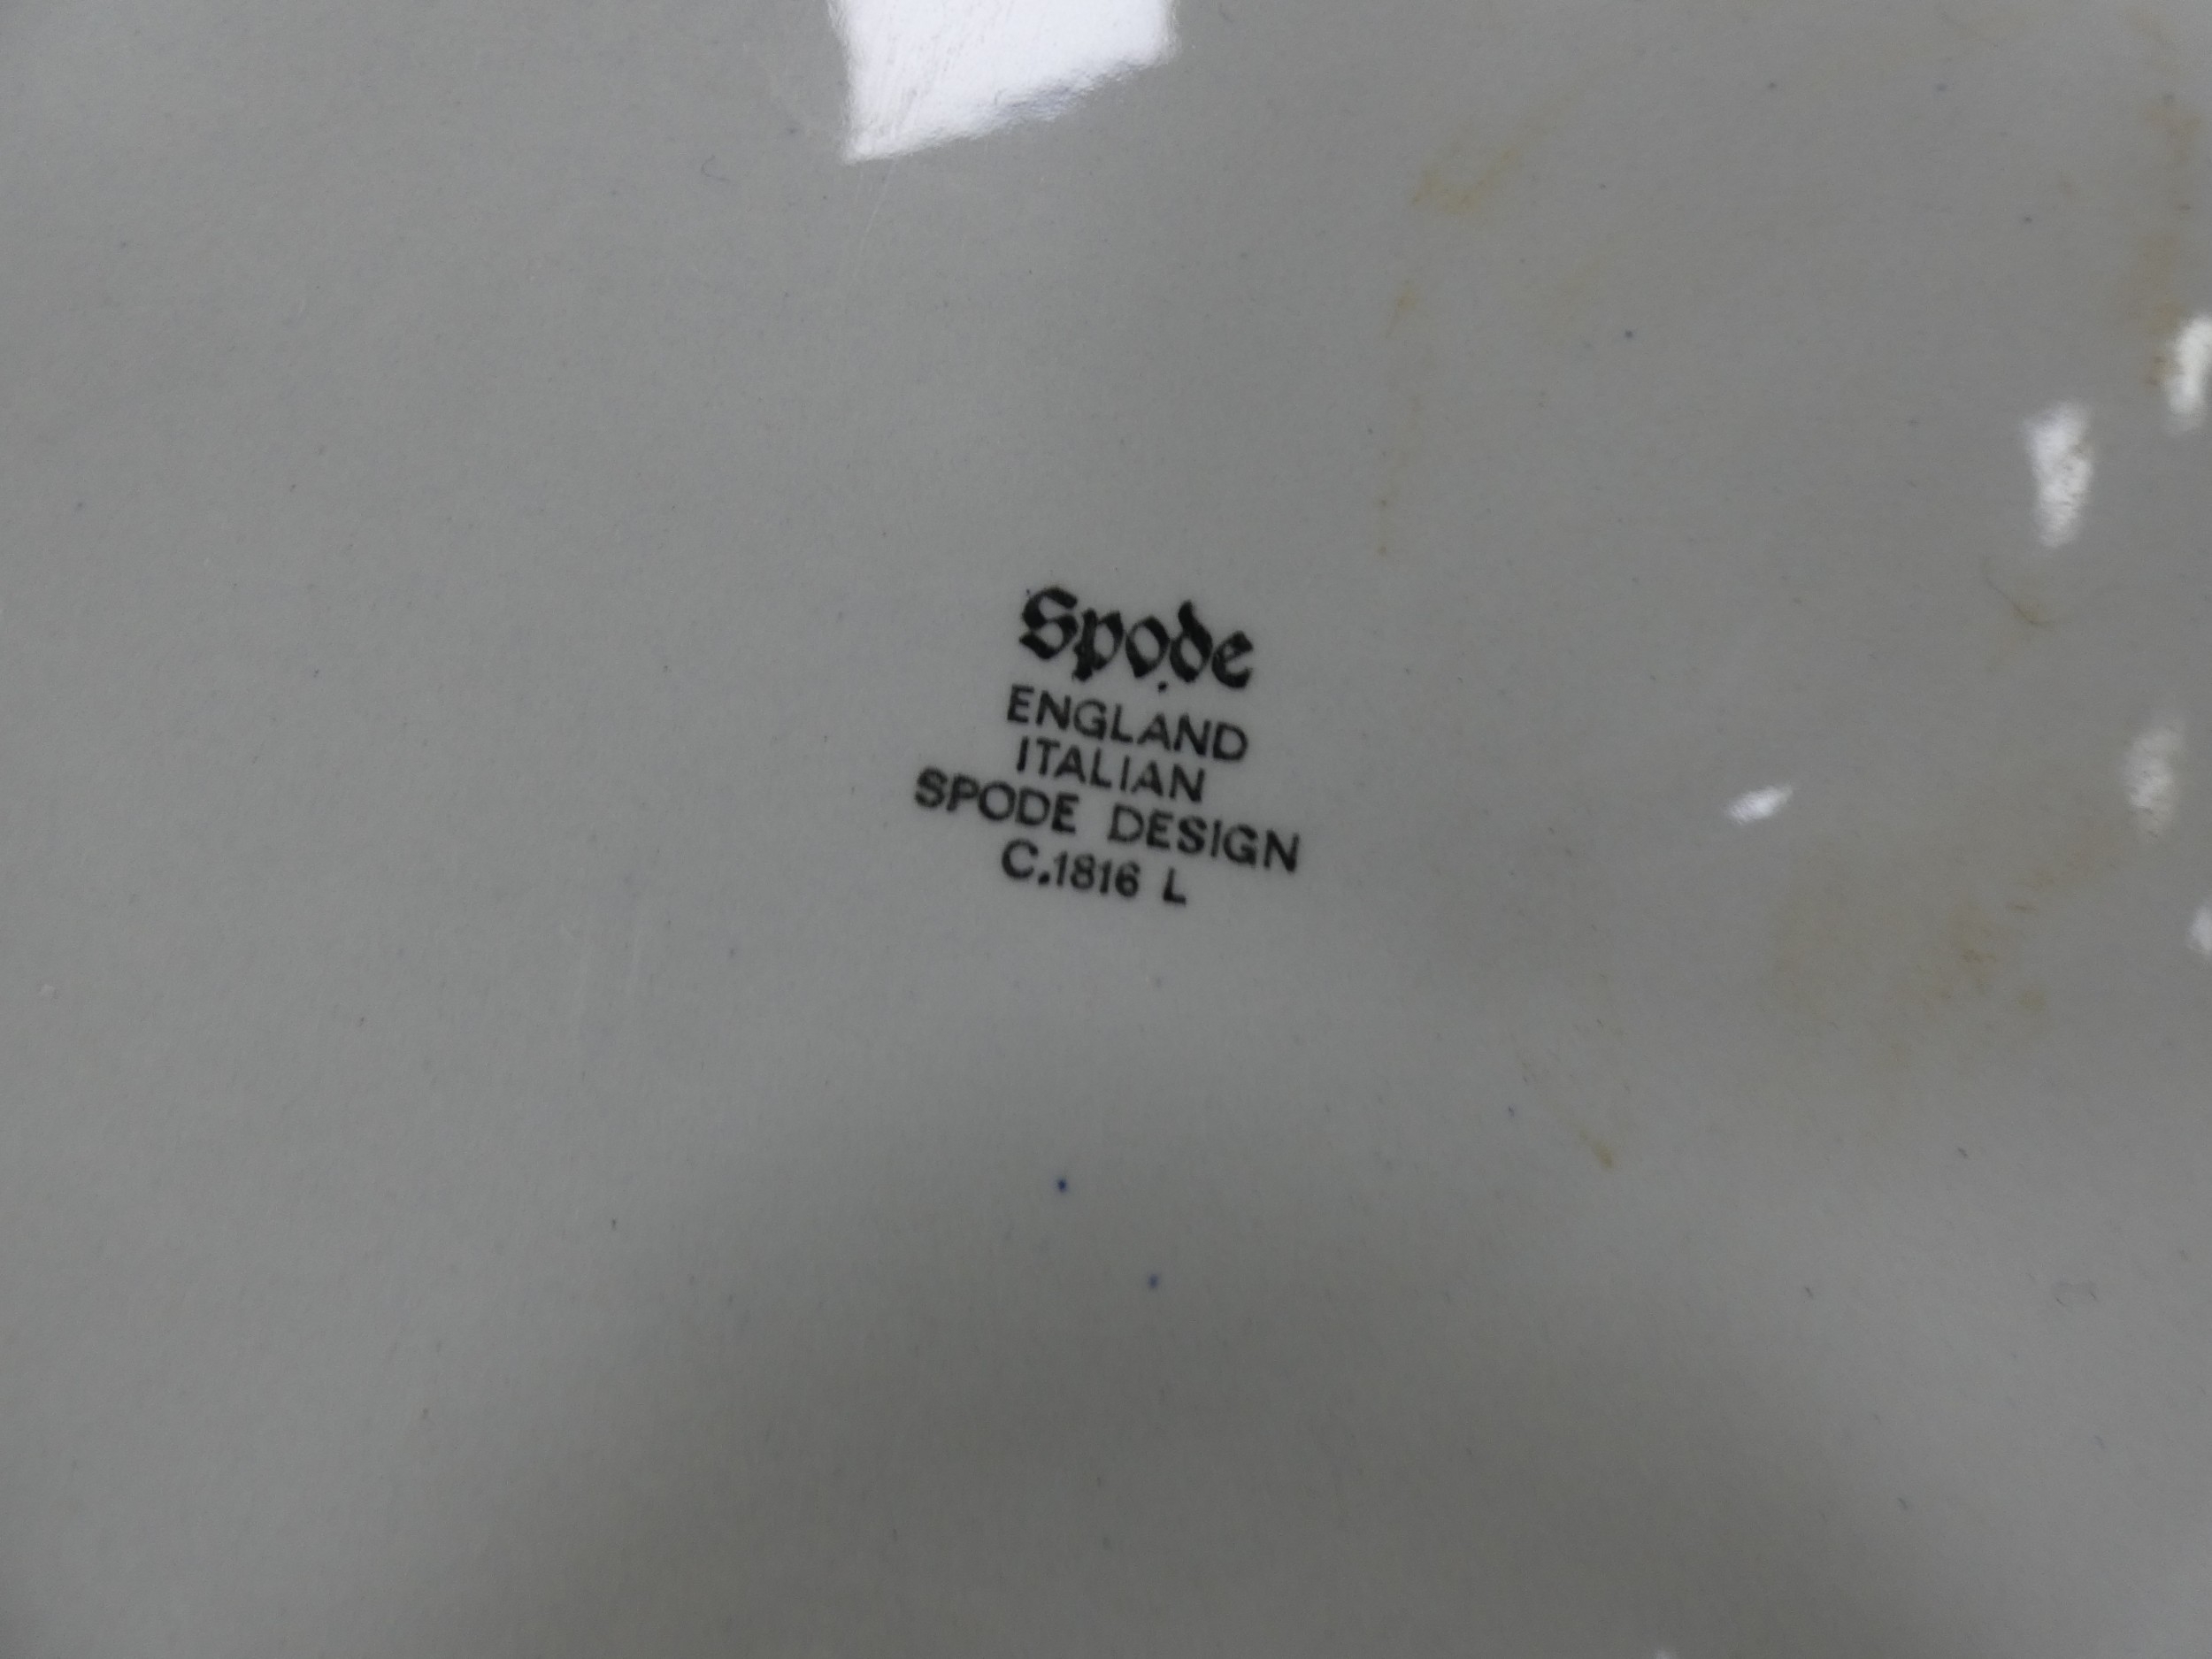 Spode
ENGLAND
ITALIAN
SPODE DESIGN
C.1816 L